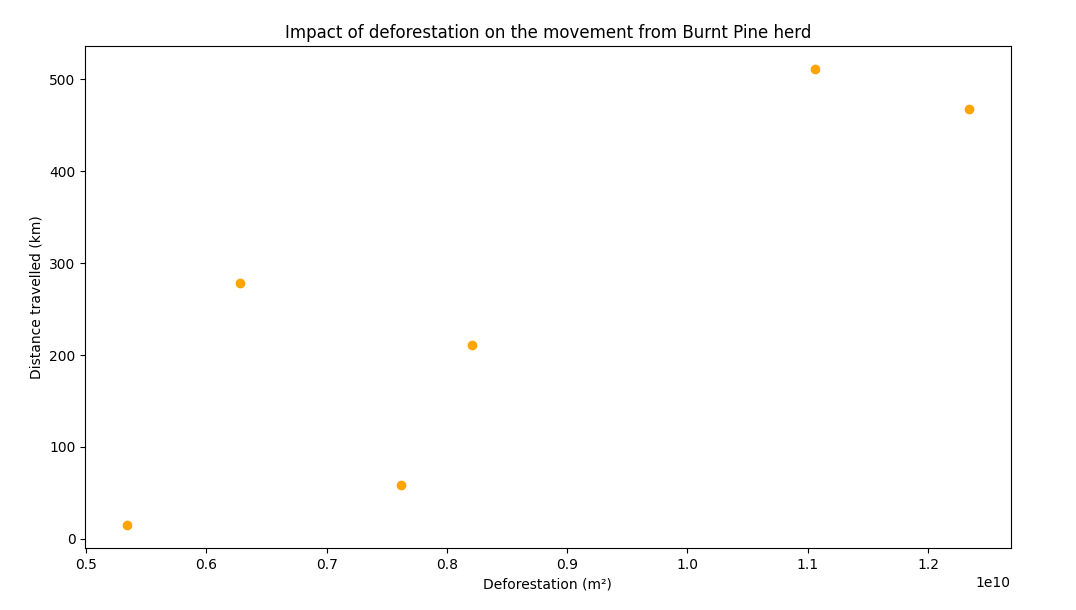 Impact of deforestation on the movement from Burnt Pine herd
500
400
300
200
100
0
Distance travelled (km)
0.5 0.6 0.7 0.8 0.9 1.0 1.1 1.2
1e10
Deforestation (m²)